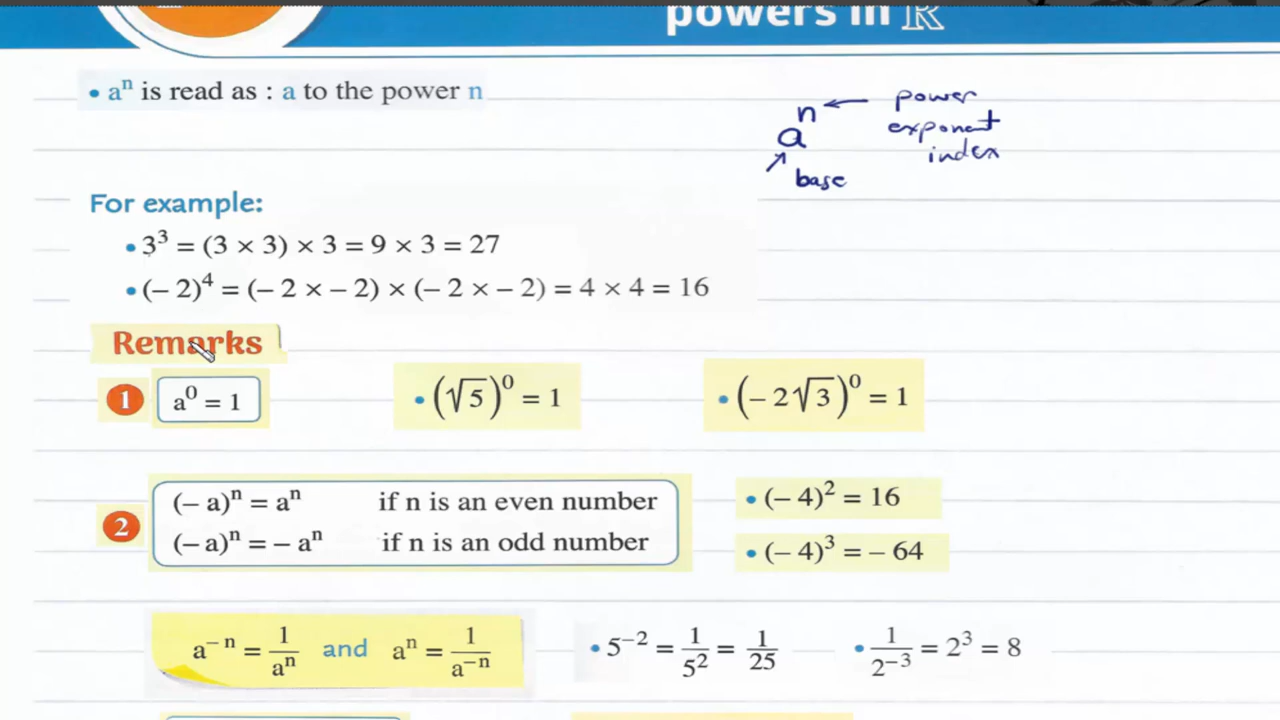 powers in ℝ
• aⁿ is read as : a to the power n
aⁿ ← power
exponent
index
base
For example:
• 3³ = (3 × 3) × 3 = 9 × 3 = 27
• (– 2)⁴ = (– 2 × – 2) × (– 2 × – 2) = 4 × 4 = 16
Remarks
1 a⁰ = 1 • (√5)⁰ = 1 • (– 2√3)⁰ = 1
2 (– a)ⁿ = aⁿ if n is an even number
(– a)ⁿ = – aⁿ if n is an odd number
• (– 4)² = 16
• (– 4)³ = – 64
a⁻ⁿ = 1/aⁿ and aⁿ = 1/a⁻ⁿ • 5⁻² = 1/5² = 1/25 • 1/2⁻³ = 2³ = 8